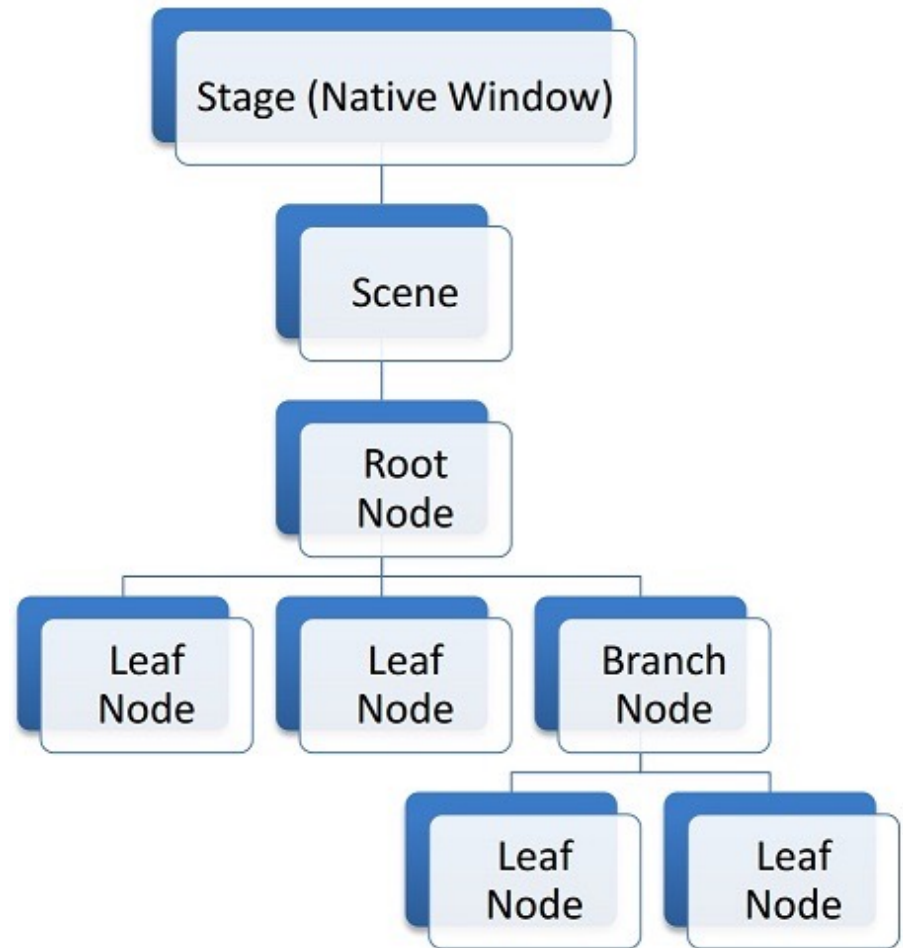 Stage (Native Window)
Scene
Root
Node
Leaf
Node
Leaf
Node
Branch
Node
Leaf
Node
Leaf
Node